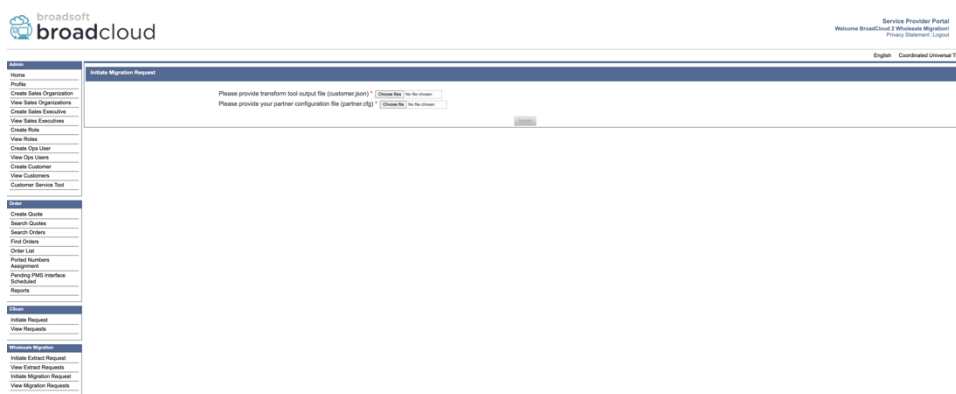 broadsoft
broadcloud
Service Provider Portal
Welcome BroadCloud 2 Wholesale Migration!
Privacy Statement | Logout
English Coordinated Universal T
Admin
Home
Profile
Create Sales Organization
View Sales Organizations
Create Sales Executive
View Sales Executives
Create Role
View Roles
Create Ops User
View Ops Users
Create Customer
View Customers
Customer Service Tool
Initiate Migration Request
Please provide transform tool output file (customer.json) * Choose files No file chosen
Please provide your partner configuration file (partner.cfg) * Choose file No file chosen
Submit
Order
Create Quote
Search Quotes
Search Orders
Find Orders
Order List
Ported Numbers
Assignment
Pending PMS Interface
Scheduled
Reports
CScan
Initiate Request
View Requests
Wholesale Migration
Initiate Extract Request
View Extract Requests
Initiate Migration Request
View Migration Requests